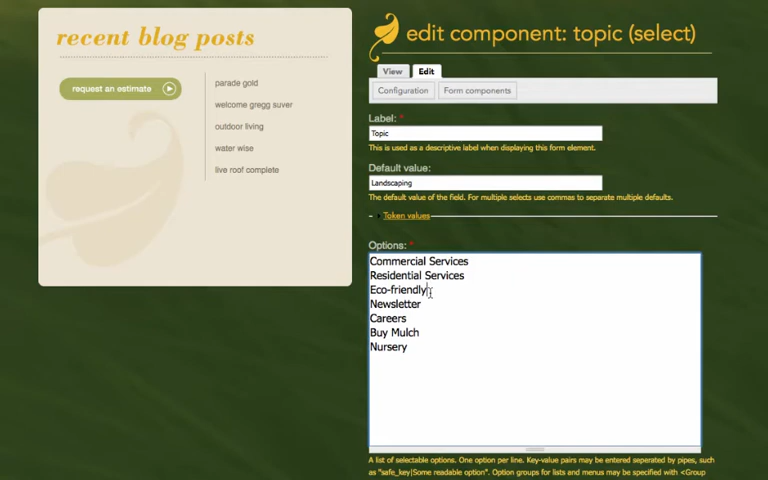 recent blog posts
request an estimate
parade gold
welcome gregg suver
outdoor living
water wise
live roof complete
edit component: topic (select)
View
Edit
Configuration
Form components
Label: *
Topic
This is used as a descriptive label when displaying this form element.
Default value:
Landscaping
The default value of the field. For multiple selects use commas to separate multiple defaults.
Token values
Options: *
Commercial Services
Residential Services
Eco-friendly
Newsletter
Careers
Buy Mulch
Nursery
A list of selectable options. One option per line. Key-value pairs may be entered seperated by pipes, such
as "safe_key|Some readable option". Option groups for lists and menus may be specified with <Group